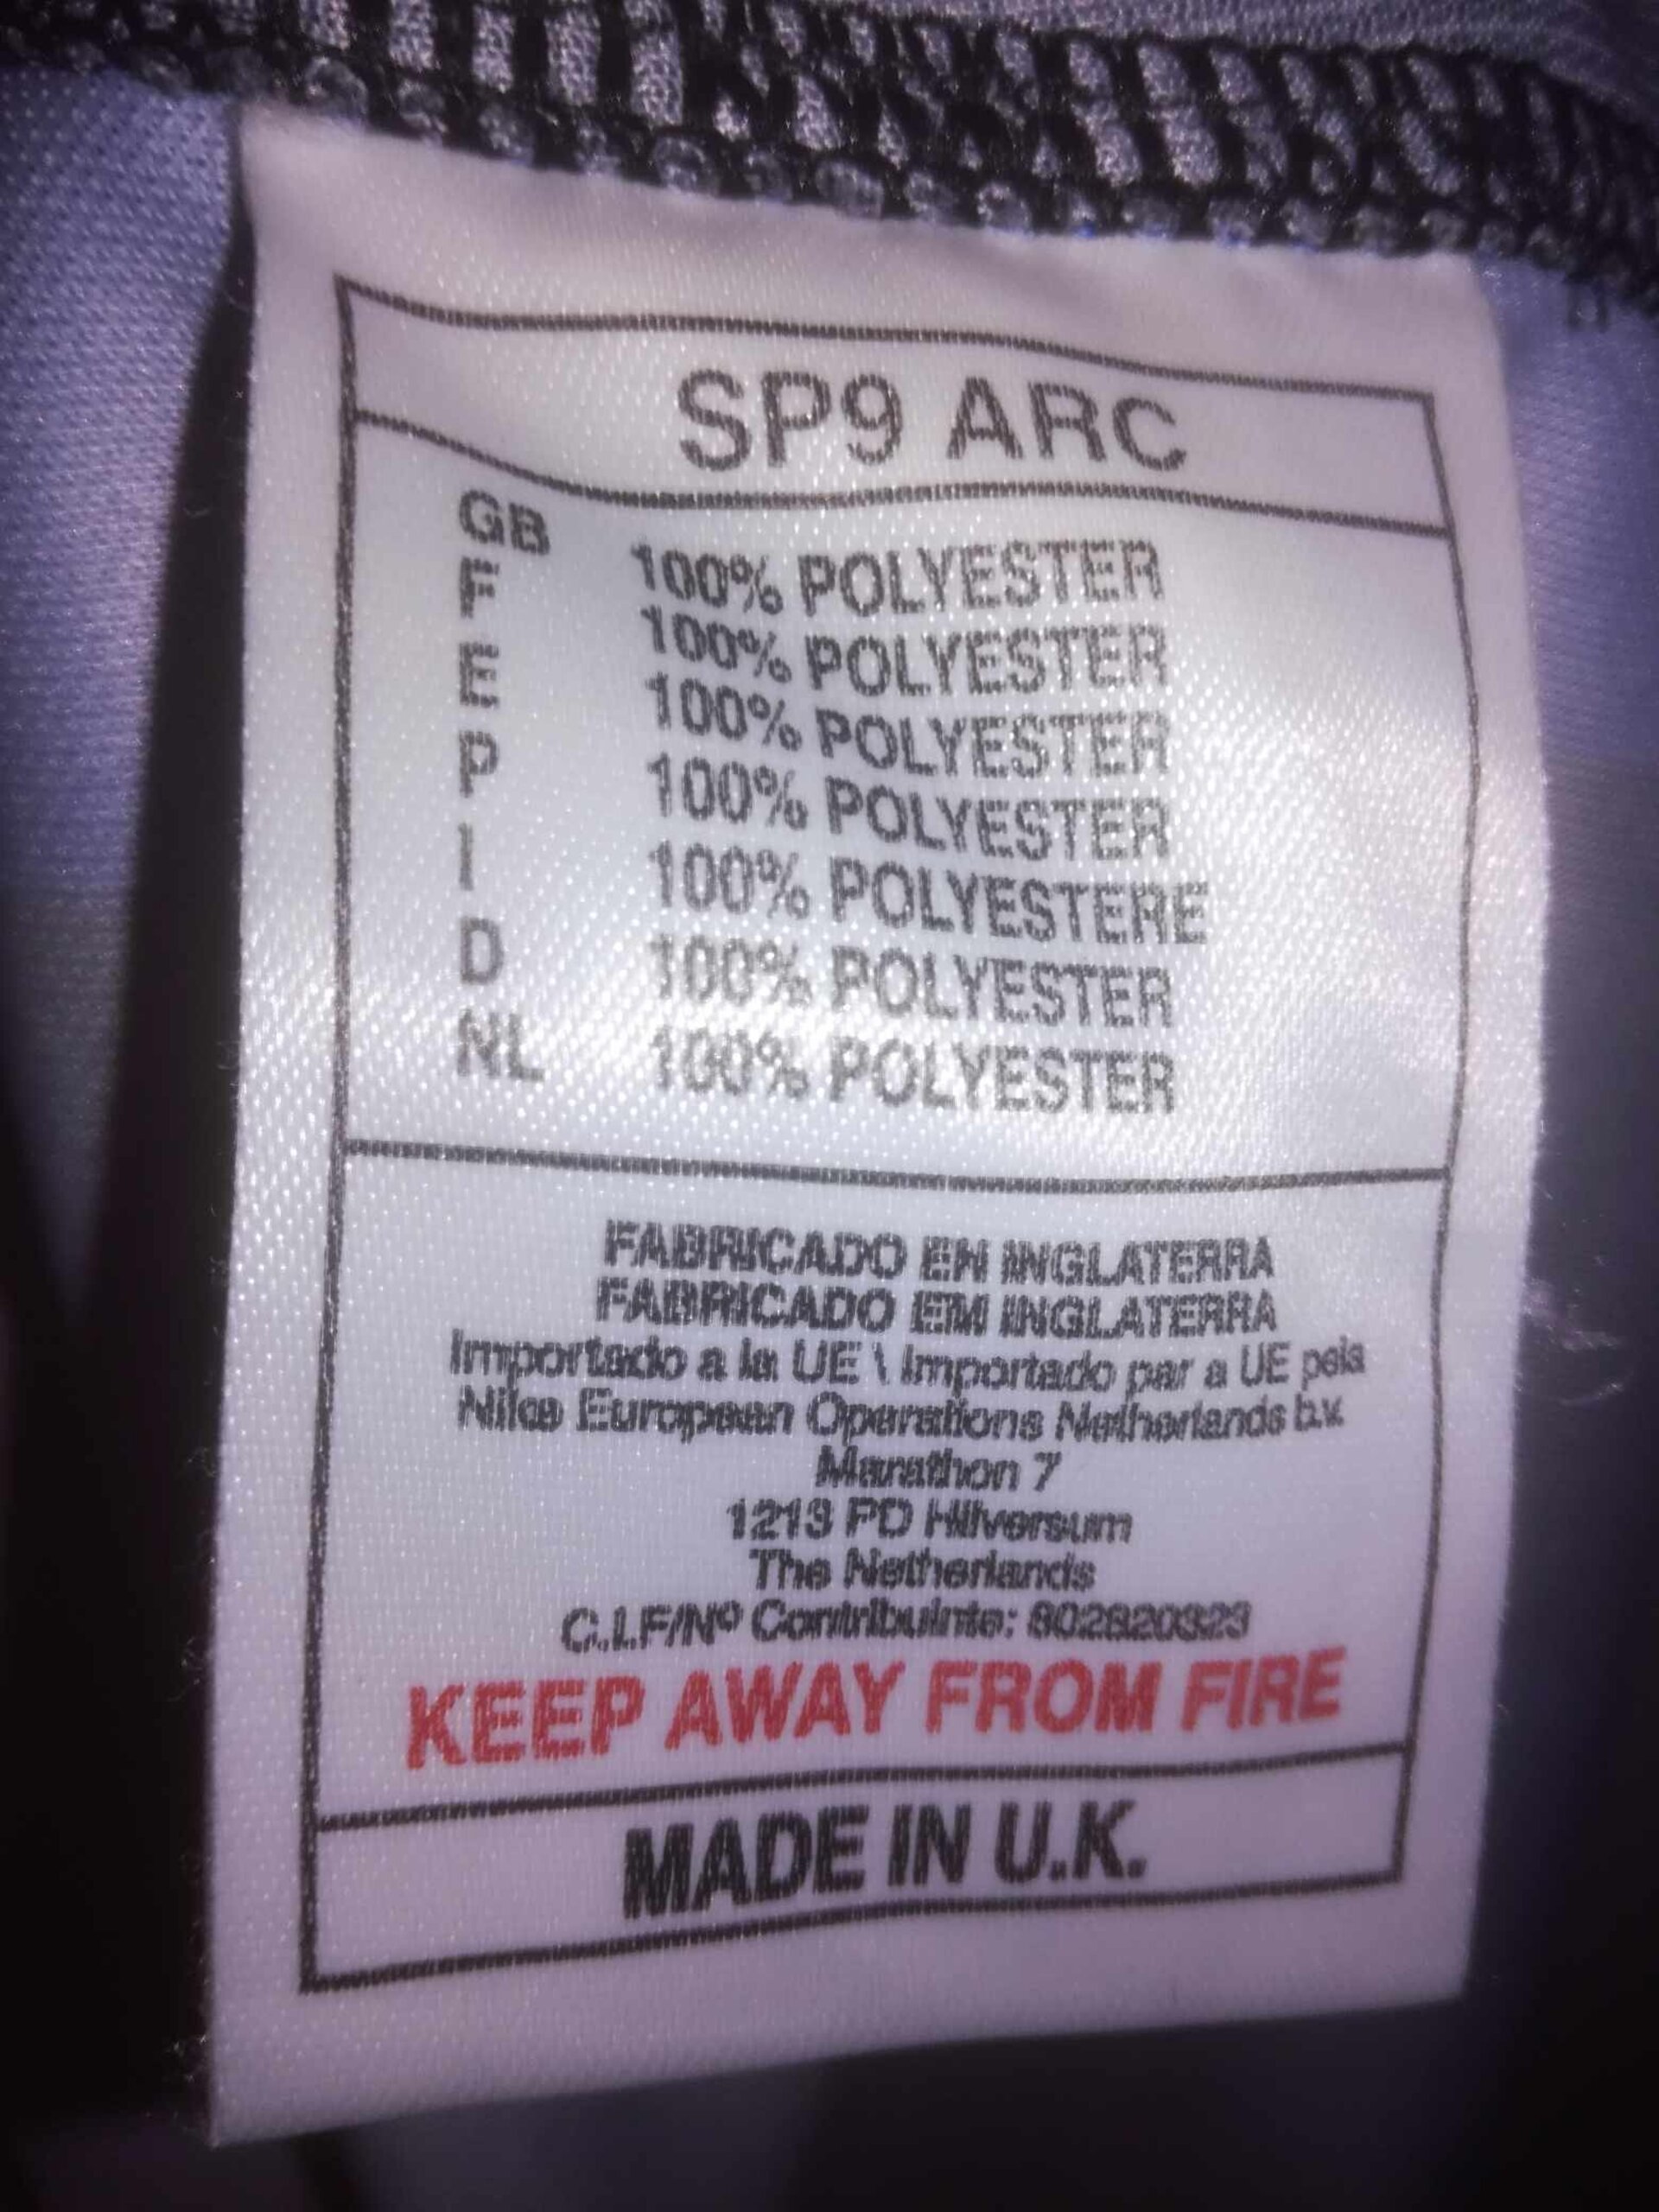 SP9 ARC
GB 100% POLYESTER
F 100% POLYESTER
E 100% POLYESTER
P 100% POLYESTER
I 100% POLYESTERE
D 100% POLYESTER
NL 100% POLYESTER
FABRICADO EN INGLATERRA
FABRICADO EM INGLATERRA
Importado a la UE \ Importado par a UE pela
Nike European Operations Netherlands b.v.
Marathon 7
1213 PD Hilversum
The Netherlands
C.I.F/Nº Contribuinte: 802820323
KEEP AWAY FROM FIRE
MADE IN U.K.